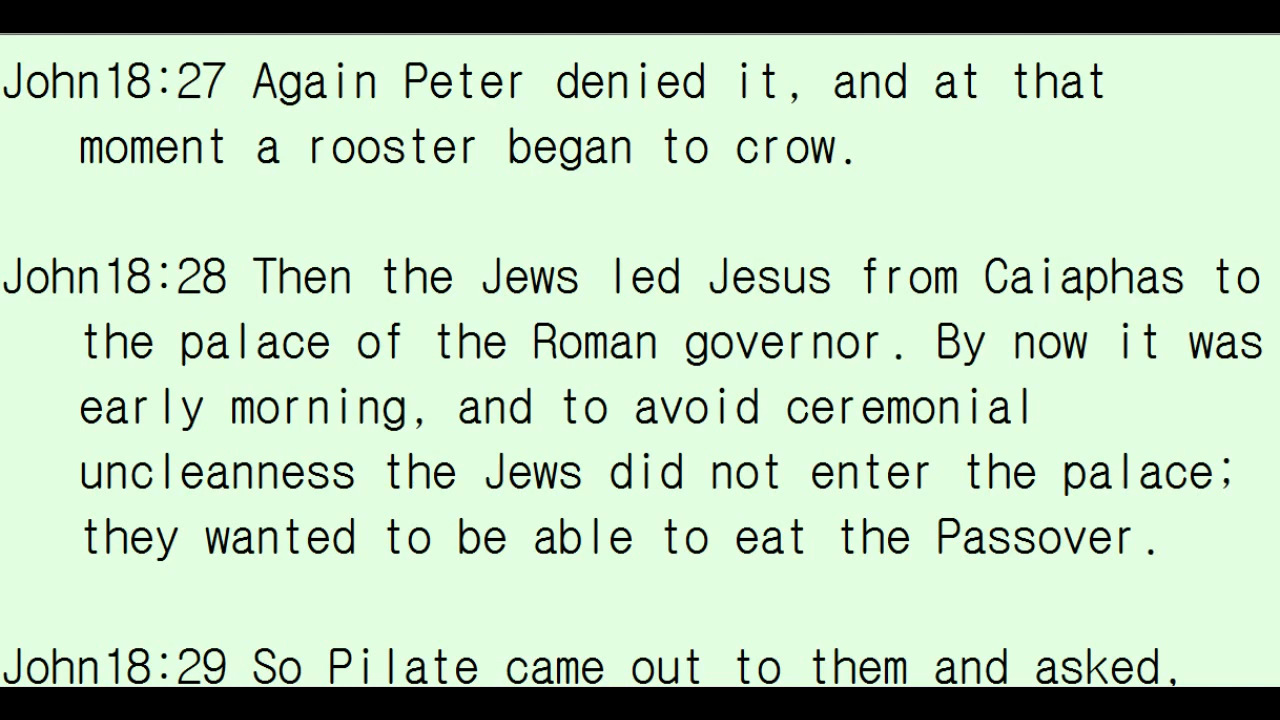 John18:27 Again Peter denied it, and at that
moment a rooster began to crow.
John18:28 Then the Jews led Jesus from Caiaphas to
the palace of the Roman governor. By now it was
early morning, and to avoid ceremonial
uncleanness the Jews did not enter the palace;
they wanted to be able to eat the Passover.
John18:29 So Pilate came out to them and asked,